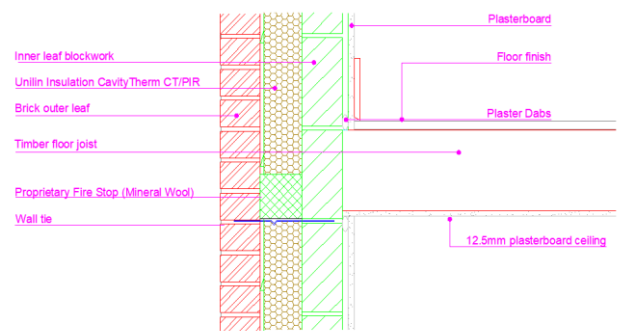 Plasterboard
Inner leaf blockwork
Floor finish
Unilin Insulation CavityTherm CT/PIR
Brick outer leaf
Plaster Dabs
Timber floor joist
Proprietary Fire Stop (Mineral Wool)
Wall tie
12.5mm plasterboard ceiling